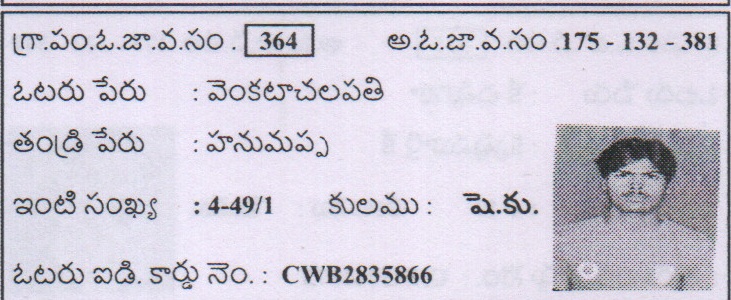 గ్రా.పం.ఓ.జా.వ.సం. 364 అ.ఓ.జా.వ.సం .175 - 132 - 381
ఓటరు పేరు : వెంకటాచలపతి
తండ్రి పేరు : హనుమప్ప
ఇంటి సంఖ్య : 4-49/1 కులము : షె.కు.
ఓటరు ఐడి.కార్డు నెం. : CWB2835866